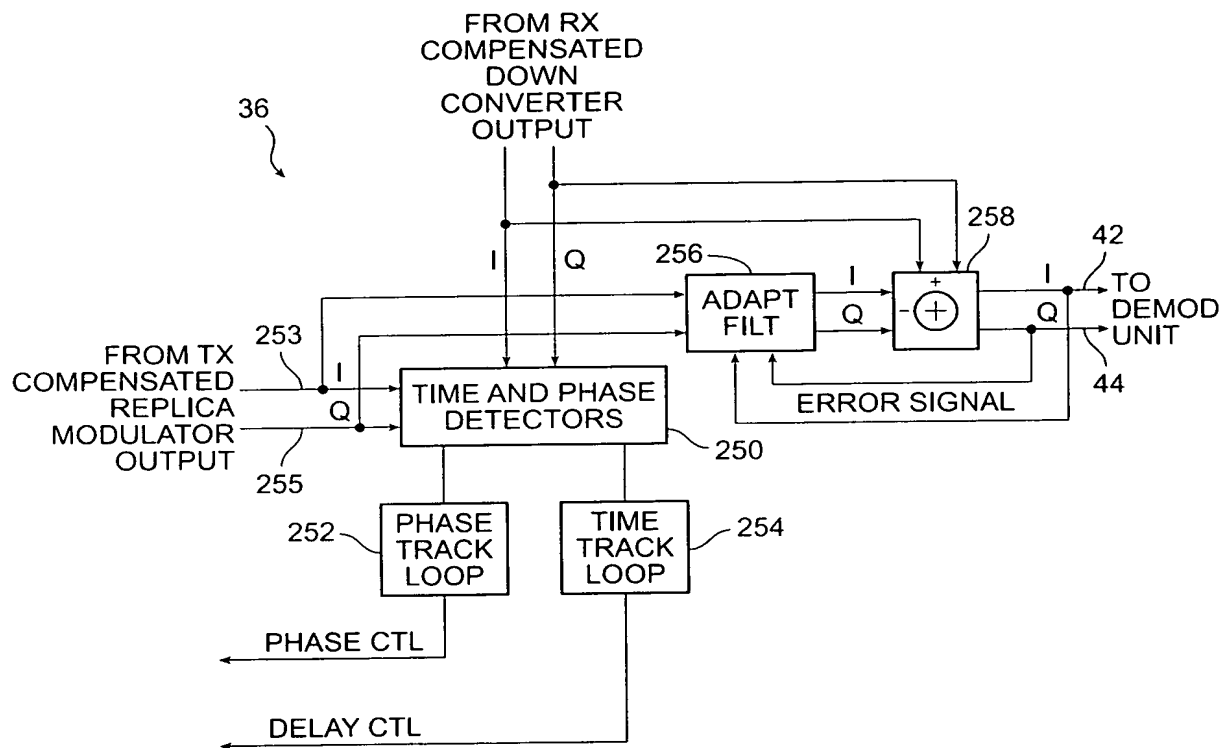 FROM RX
COMPENSATED
DOWN
CONVERTER
OUTPUT
36
258
42
256
I
Q
I
I
TO
DEMOD
UNIT
ADAPT
FILT
+
-
+
Q
Q
44
253
FROM TX
COMPENSATED
REPLICA
MODULATOR
OUTPUT
I
Q
255
TIME AND PHASE
DETECTORS
ERROR SIGNAL
250
252
PHASE
TRACK
LOOP
TIME
TRACK
LOOP
254
PHASE CTL
DELAY CTL